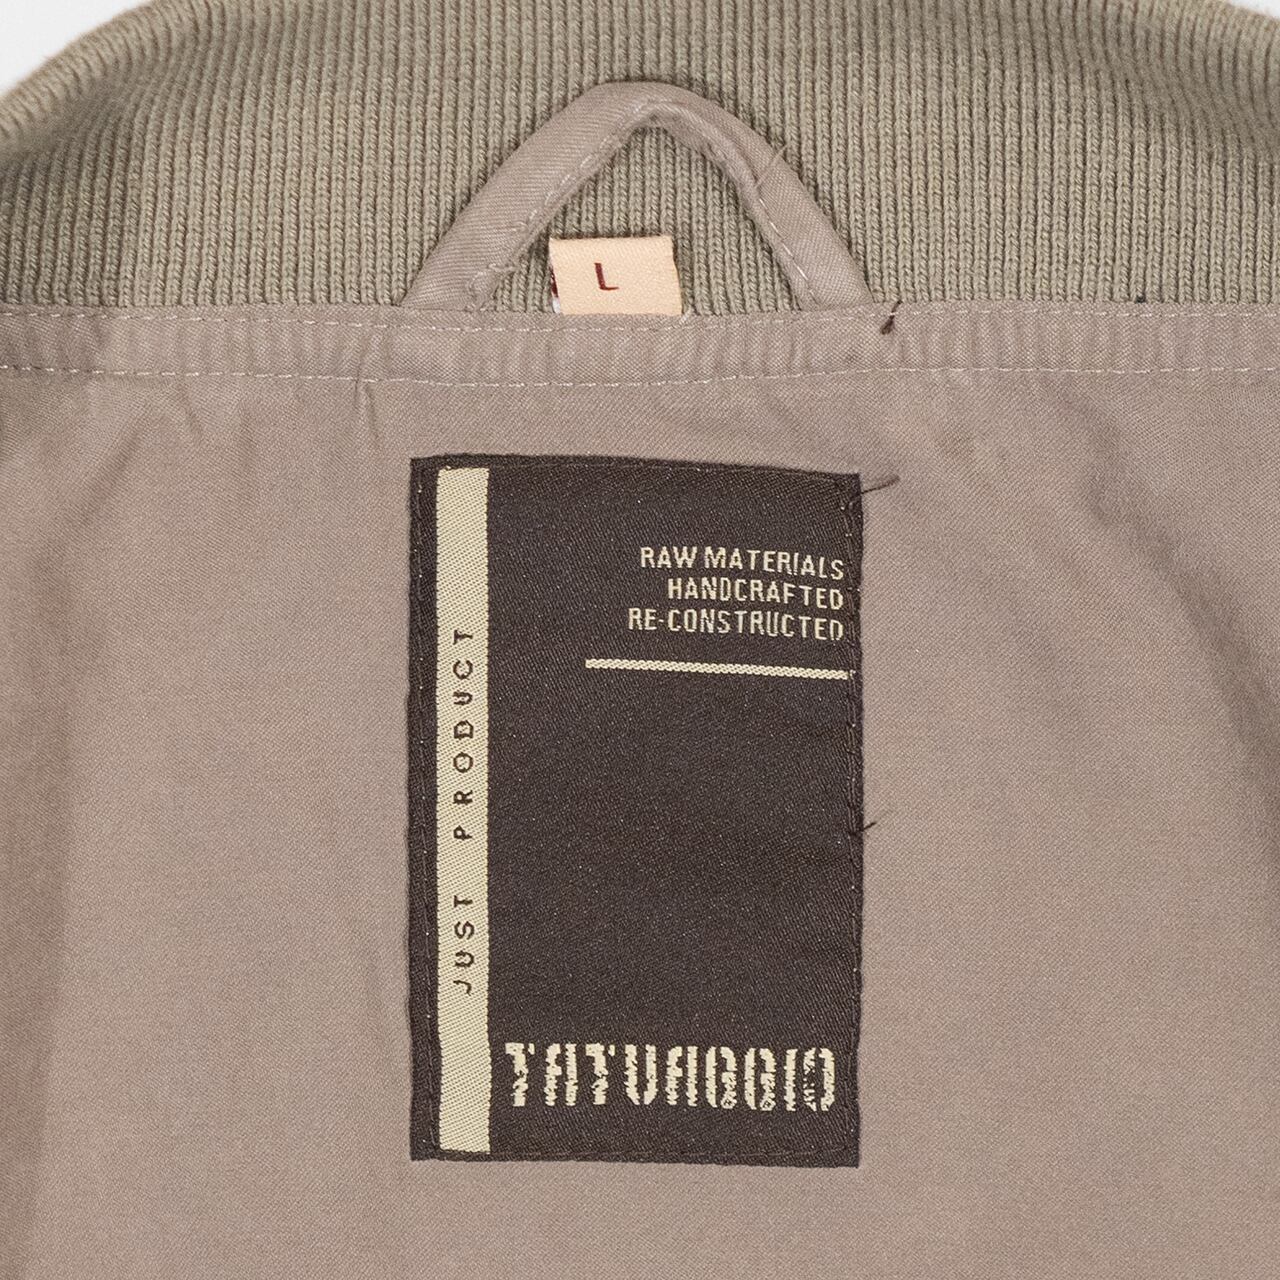 L
RAW MATERIALS
HANDCRAFTED
RE-CONSTRUCTED
JUST PRODUCT
TATUAGGIO